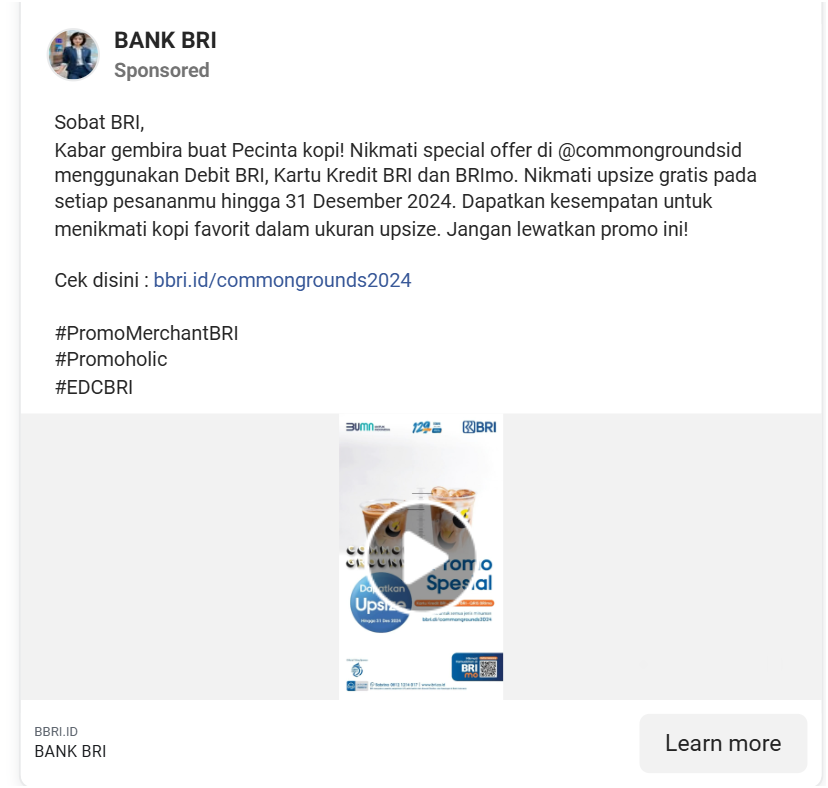 BANK BRI
Sponsored
Sobat BRI,
Kabar gembira buat Pecinta kopi! Nikmati special offer di @commongroundsid
menggunakan Debit BRI, Kartu Kredit BRI dan BRImo. Nikmati upsize gratis pada
setiap pesananmu hingga 31 Desember 2024. Dapatkan kesempatan untuk
menikmati kopi favorit dalam ukuran upsize. Jangan lewatkan promo ini!
Cek disini : bbri.id/commongrounds2024
#PromoMerchantBRI
#Promoholic
#EDCBRI
BUMN
129
BRI
Promo
Spesial
Dapatkan
Upsize
Hingga 31 Des 2024
bbri.id/commongrounds2024
BRI
mo
BBRI.ID
BANK BRI
Learn more